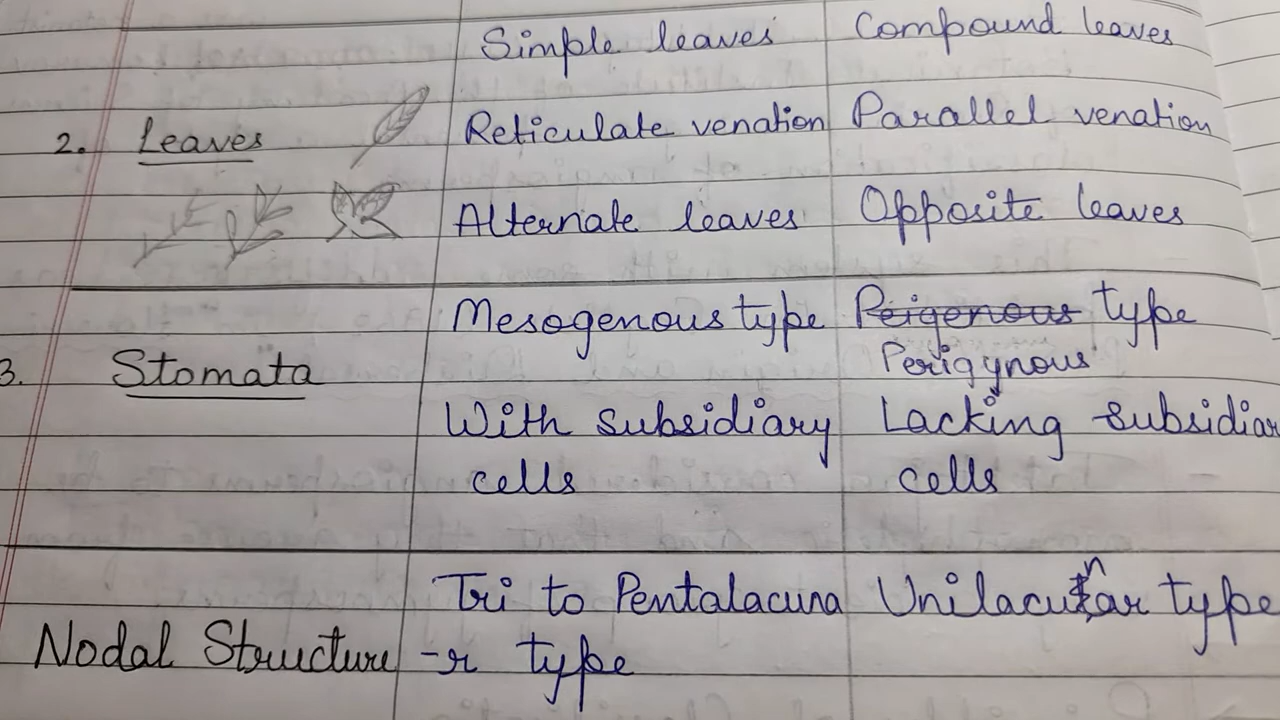 Simple leaves Compound leaves
2. Leaves Reticulate venation Parallel venation
Alternate leaves Opposite leaves
Mesogenous type Peigenous type
Perigynous
3. Stomata
With subsidiary Lacking subsidiar
cells cells
Tri to Pentalacuna Unilacunar type
Nodal Structure -r type